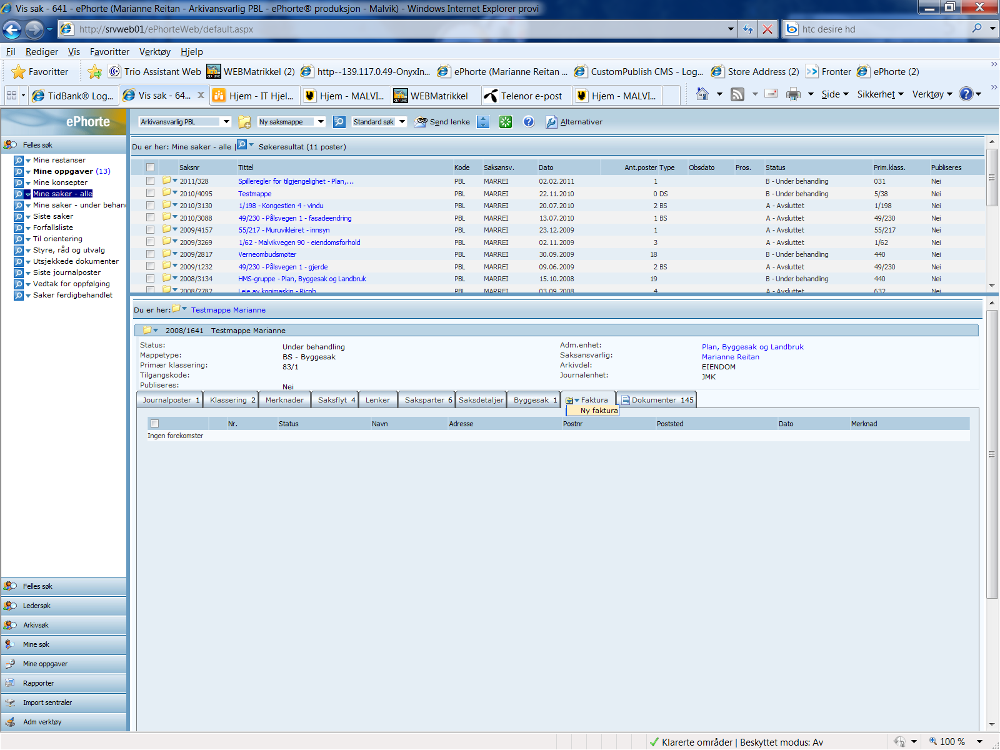 Vis sak - 641 - ePhorte (Marianne Reitan - Arkivansvarlig PBL - ePhorte® produksjon - Malvik) - Windows Internet Explorer provi
http://srvweb01/ePhorteWeb/default.aspx
htc desire hd
Fil Rediger Vis Favoritter Verktøy Hjelp
Favoritter Trio Assistant Web WEBMatrikkel (2) http--139.117.0.49-OnyxIn... ePhorte (Marianne Reitan ... CustomPublish CMS - Log... Store Address (2) Fronter ePhorte (2)
TidBank® Log... Vis sak - 64... Hjem - IT Hjel... Hjem - MALVI... WEBMatrikkel Telenor e-post Hjem - MALVI... Side Sikkerhet Verktøy
ePhorte
Arkivansvarlig PBL Ny saksmappe Standard søk Send lenke Alternativer
Felles søk
Mine restanser
Mine oppgaver (13)
Mine konsepter
Mine saker - alle
Mine saker - under behan
Siste saker
Forfallsliste
Til orientering
Styre, råd og utvalg
Utsjekkede dokumenter
Siste journalposter
Vedtak for oppfølging
Saker ferdigbehandlet
Felles søk
Ledersøk
Arkivsøk
Mine søk
Mine oppgaver
Rapporter
Import sentraler
Adm verktøy
Du er her: Mine saker - alle | Søkeresultat (11 poster)
Saksnr Tittel Kode Saksansv. Dato Ant.poster Type Obsdato Pros. Status Prim.klass. Publiseres
2011/328 Spilleregler for tilgjengelighet - Plan,... PBL MARREI 02.02.2011 1 B - Under behandling 031 Nei
2010/4095 Testmappe PBL MARREI 22.11.2010 0 DS B - Under behandling 5/38 Nei
2010/3130 1/198 - Kongestien 4 - vindu PBL MARREI 20.07.2010 2 BS A - Avsluttet 1/198 Nei
2010/3088 49/230 - Pålsvegen 1 - fasadeendring PBL MARREI 13.07.2010 1 BS A - Avsluttet 49/230 Nei
2009/4157 55/217 - Muruvikleiret - innsyn PBL MARREI 23.12.2009 1 A - Avsluttet 55/217 Nei
2009/3269 1/62 - Malvikvegen 90 - eiendomsforhold PBL MARREI 02.11.2009 3 A - Avsluttet 1/62 Nei
2009/2817 Verneombudsmøter PBL MARREI 30.09.2009 18 B - Under behandling 440 Nei
2009/1232 49/230 - Pålsvegen 1 - gjerde PBL MARREI 09.06.2009 2 BS A - Avsluttet 49/230 Nei
2008/3134 HMS-gruppe - Plan, Byggesak og Landbruk PBL MARREI 15.10.2008 19 B - Under behandling 440 Nei
2008/2782 Leie av kopimaskin - Ricoh PBL MARREI 03.09.2008 4 A - Avsluttet 632 Nei
Du er her: Testmappe Marianne
2008/1641 Testmappe Marianne
Status: Under behandling Adm.enhet: Plan, Byggesak og Landbruk
Mappetype: BS - Byggesak Saksansvarlig: Marianne Reitan
Primær klassering: 83/1 Arkivdel: EIENDOM
Tilgangskode: Journalenhet: JMK
Publiseres: Nei
Journalposter 1 Klassering 2 Merknader Saksflyt 4 Lenker Saksparter 6 Saksdetaljer Byggesak 1 Faktura Dokumenter 145
Ny faktura
Nr. Status Navn Adresse Postnr Poststed Dato Merknad
Ingen forekomster
Klarerte områder | Beskyttet modus: Av 100 %